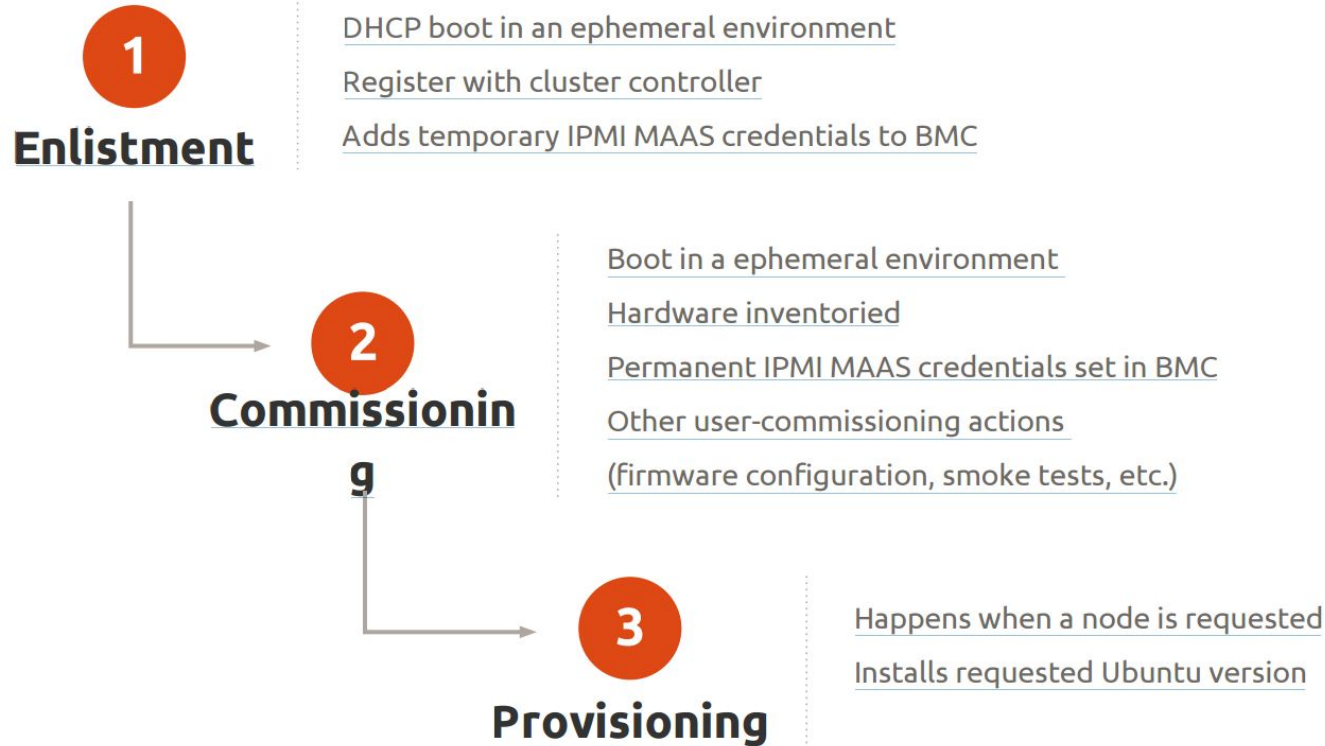 1
Enlistment
DHCP boot in an ephemeral environment
Register with cluster controller
Adds temporary IPMI MAAS credentials to BMC
2
Commissionin
g
Boot in a ephemeral environment
Hardware inventoried
Permanent IPMI MAAS credentials set in BMC
Other user-commissioning actions
(firmware configuration, smoke tests, etc.)
3
Provisioning
Happens when a node is requested
Installs requested Ubuntu version